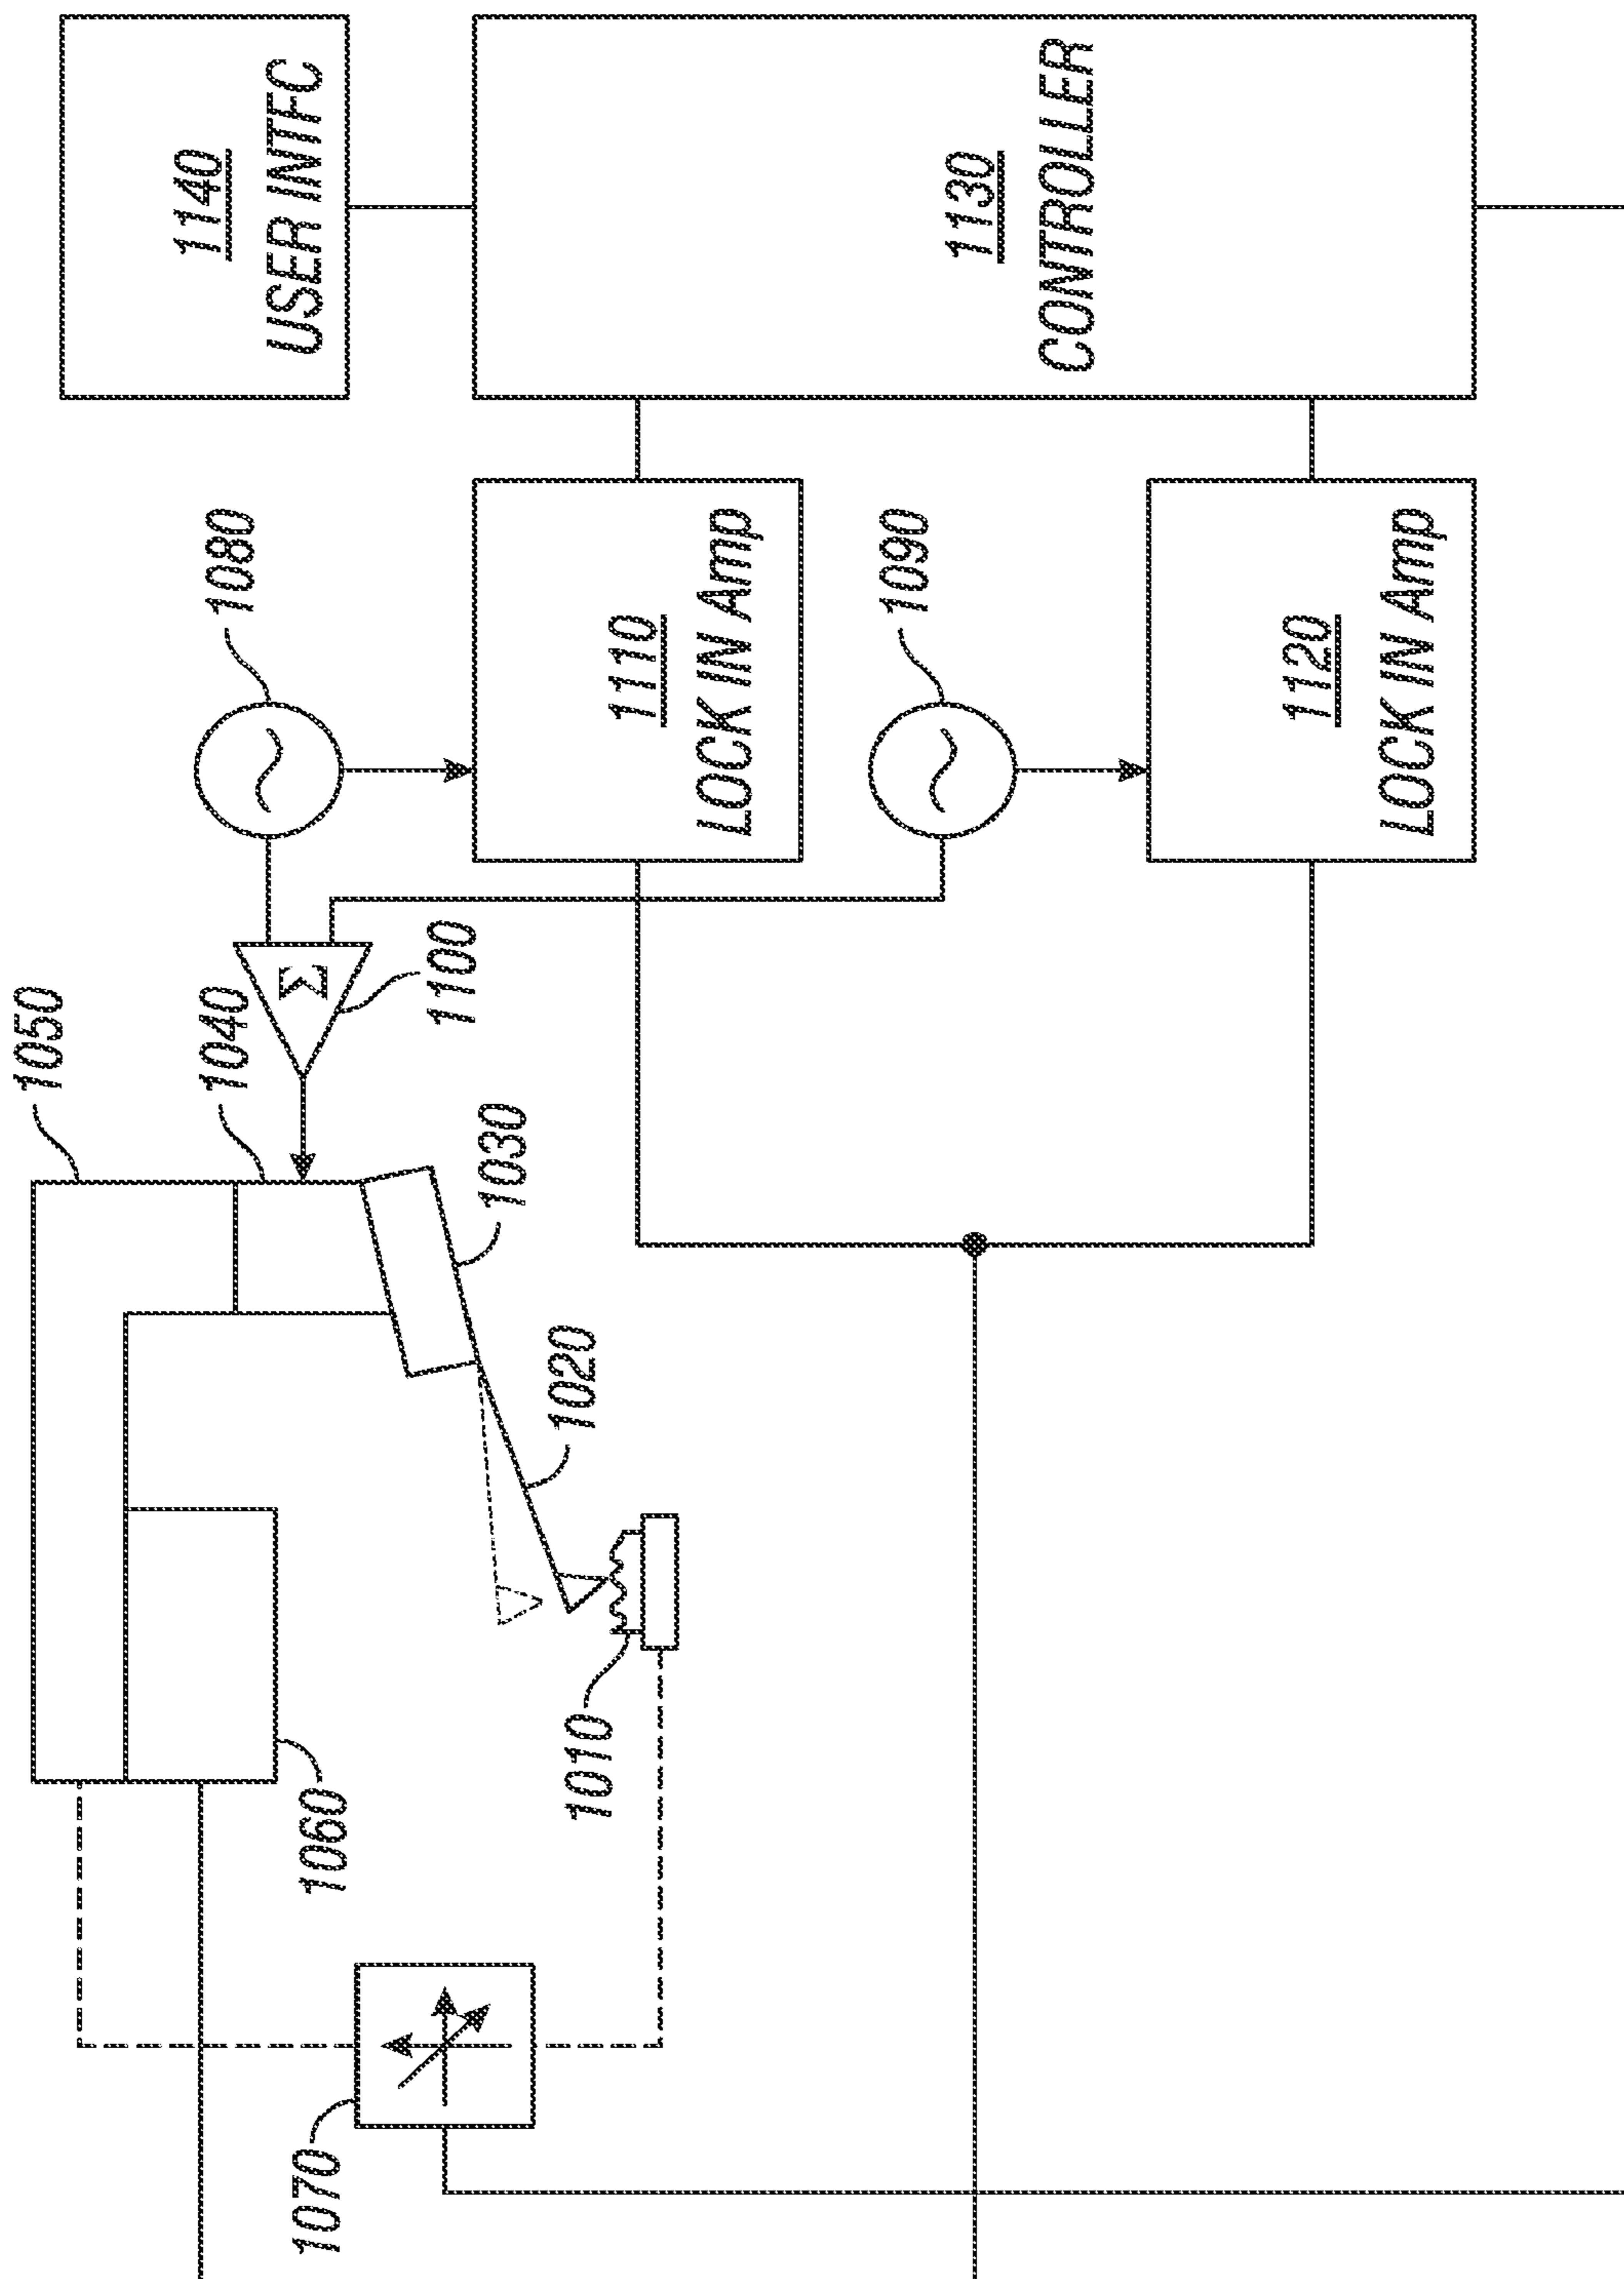 1050
1040
1080
1140
USER INTFC
1100
1110
LOCK IN Amp
1130
CONTROLLER
1030
1020
1090
1010
1060
1070
1120
LOCK IN Amp
Σ